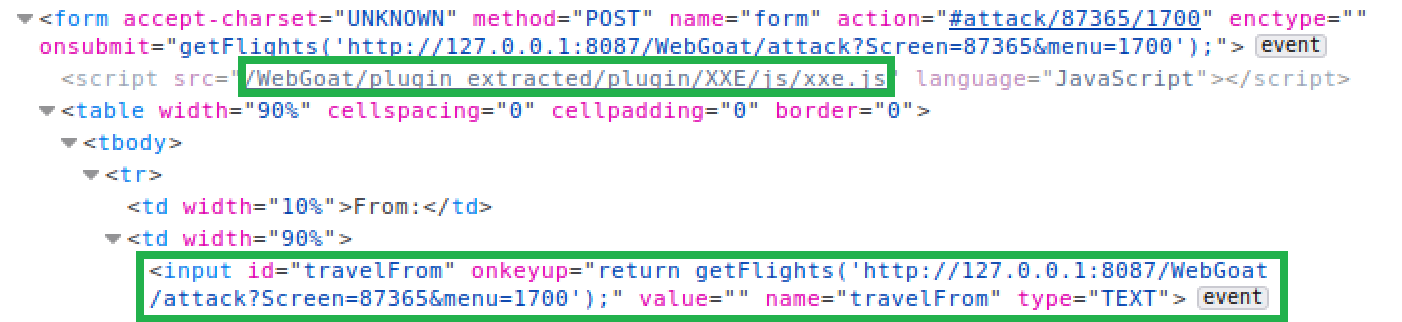 <form accept-charset="UNKNOWN" method="POST" name="form" action="#attack/87365/1700" enctype=""
onsubmit="getFlights('http://127.0.0.1:8087/WebGoat/attack?Screen=87365&menu=1700');"> event
<script src="/WebGoat/plugin_extracted/plugin/XXE/js/xxe.js" language="JavaScript"></script>
<table width="90%" cellspacing="0" cellpadding="0" border="0">
<tbody>
<tr>
<td width="10%">From:</td>
<td width="90%">
<input id="travelFrom" onkeyup="return getFlights('http://127.0.0.1:8087/WebGoat
/attack?Screen=87365&menu=1700');" value="" name="travelFrom" type="TEXT"> event